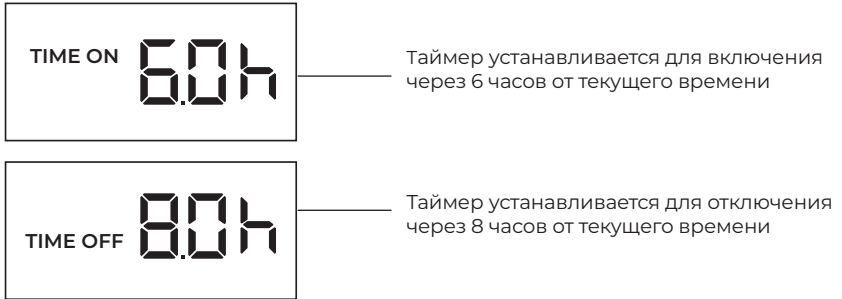 TIME ON 6.0h
Таймер устанавливается для включения
через 6 часов от текущего времени
TIME OFF 8.0h
Таймер устанавливается для отключения
через 8 часов от текущего времени